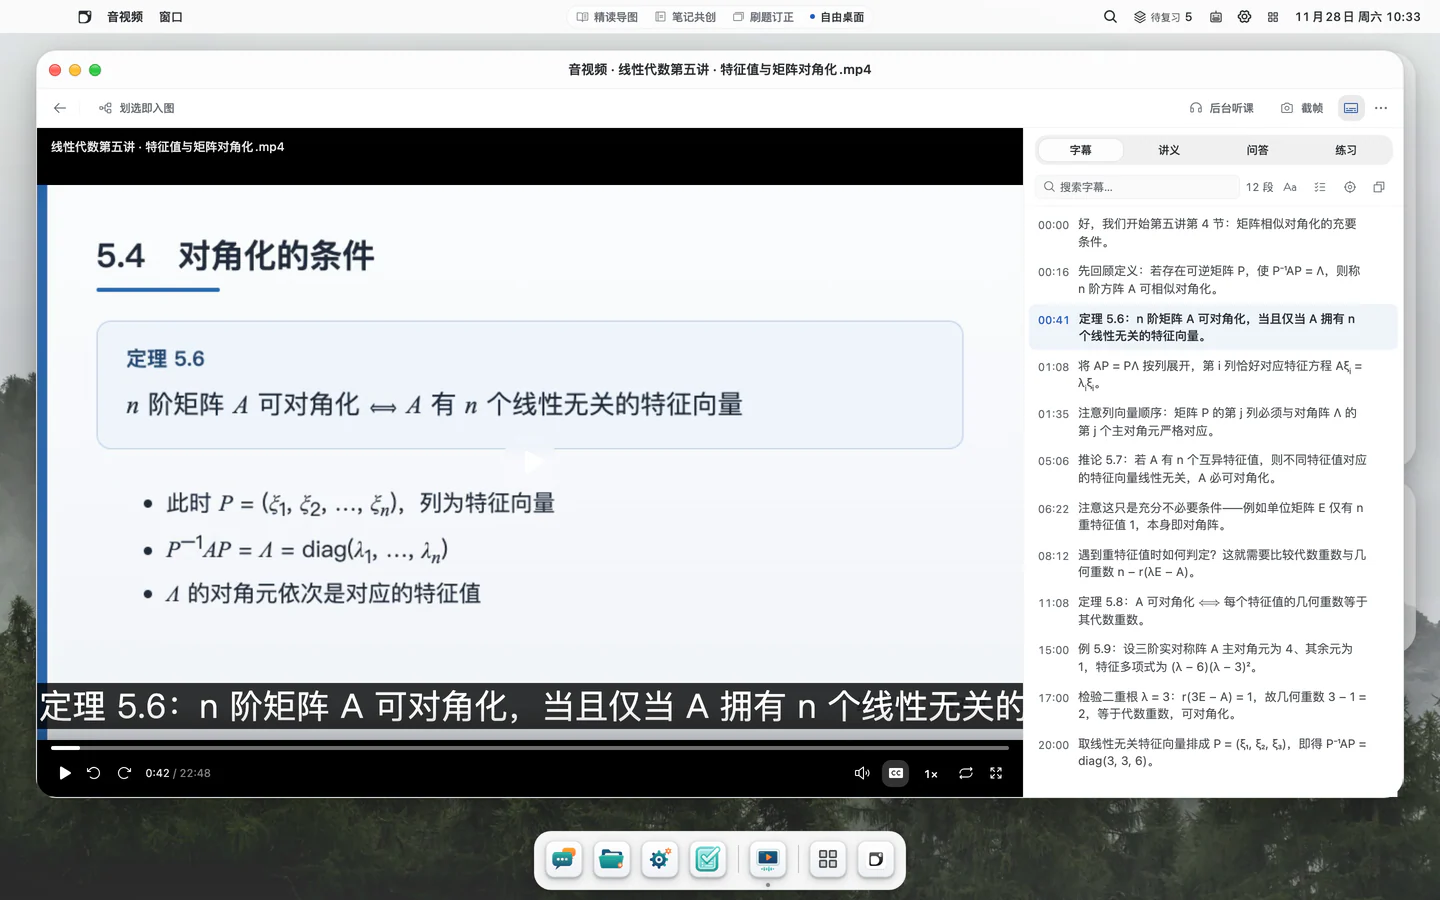 音视频 窗口 精读导图 笔记共创 刷题订正 自由桌面 待复习 5 11月28日 周六 10:33
音视频 · 线性代数第五讲 · 特征值与矩阵对角化.mp4
划选即入图 后台听课 截帧
线性代数第五讲 · 特征值与矩阵对角化.mp4
5.4 对角化的条件
定理 5.6
n 阶矩阵 A 可对角化 ⟺ A 有 n 个线性无关的特征向量
• 此时 P = (ξ₁, ξ₂, …, ξₙ)，列为特征向量
• P⁻¹AP = Λ = diag(λ₁, …, λₙ)
• Λ 的对角元依次是对应的特征值
定理 5.6：n 阶矩阵 A 可对角化，当且仅当 A 拥有 n 个线性无关的
0:42 / 22:48 CC 1×
字幕 讲义 问答 练习
搜索字幕... 12 段 Aa
00:00 好，我们开始第五讲第 4 节：矩阵相似对角化的充要
条件。
00:16 先回顾定义：若存在可逆矩阵 P，使 P⁻¹AP = Λ，则称
n 阶方阵 A 可相似对角化。
00:41 定理 5.6：n 阶矩阵 A 可对角化，当且仅当 A 拥有 n
个线性无关的特征向量。
01:08 将 AP = PΛ 按列展开，第 i 列恰好对应特征方程 Aξᵢ =
λᵢξᵢ。
01:35 注意列向量顺序：矩阵 P 的第 j 列必须与对角阵 Λ 的
第 j 个主对角元严格对应。
05:06 推论 5.7：若 A 有 n 个互异特征值，则不同特征值对应
的特征向量线性无关，A 必可对角化。
06:22 注意这只是充分不必要条件——例如单位矩阵 E 仅有 n
重特征值 1，本身即对角阵。
08:12 遇到重特征值时如何判定？这就需要比较代数重数与几
何重数 n − r(λE − A)。
11:08 定理 5.8：A 可对角化 ⟺ 每个特征值的几何重数等于
其代数重数。
15:00 例 5.9：设三阶实对称阵 A 主对角元为 4、其余元为
1，特征多项式为 (λ − 6)(λ − 3)²。
17:00 检验二重根 λ = 3：r(3E − A) = 1，故几何重数 3 − 1 =
2，等于代数重数，可对角化。
20:00 取线性无关特征向量排成 P = (ξ₁, ξ₂, ξ₃)，即得 P⁻¹AP =
diag(3, 3, 6)。